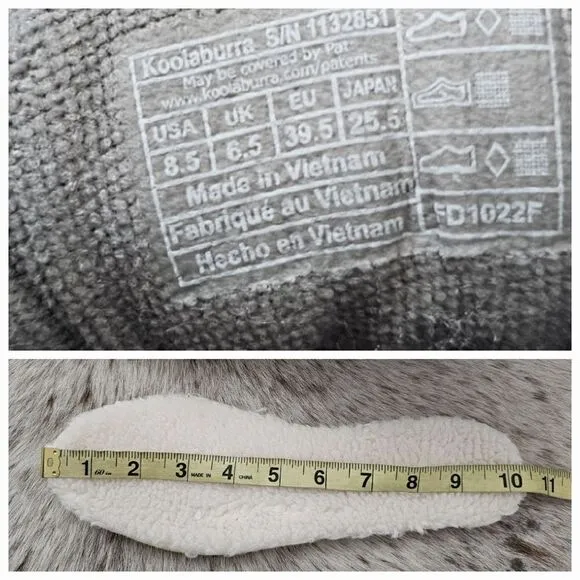 Koolaburra S/N 1132851
May be covered by Pat:
www.koolaburra.com/patents
USA UK EU JAPAN
8.5 6.5 39.5 25.5
Made in Vietnam
Fabriqué au Vietnam
Hecho en Vietnam
FD1022F
1 60 in 2 3 MADE IN 4 CHINA 5 6 7 8 9 10 11